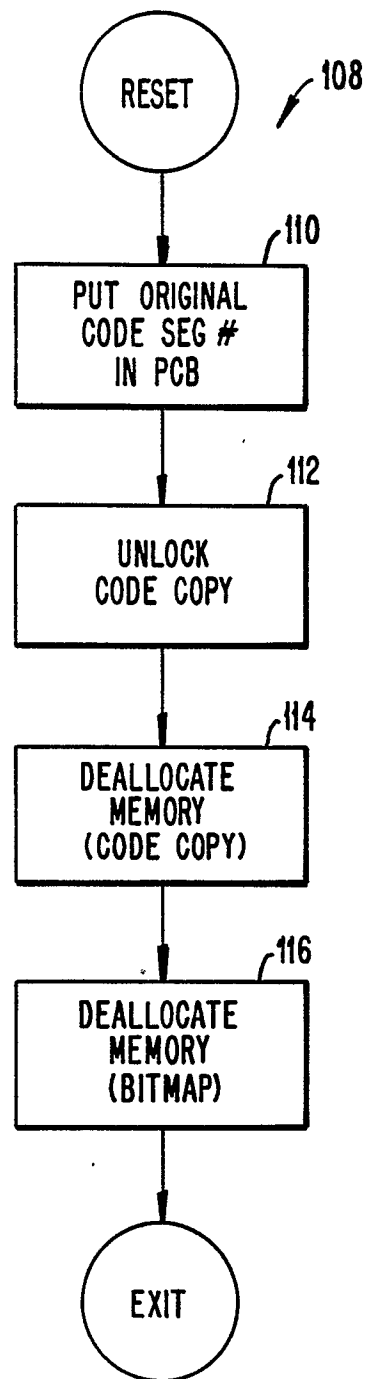 RESET
108
110
PUT ORIGINAL
CODE SEG #
IN PCB
112
UNLOCK
CODE COPY
114
DEALLOCATE
MEMORY
(CODE COPY)
116
DEALLOCATE
MEMORY
(BITMAP)
EXIT